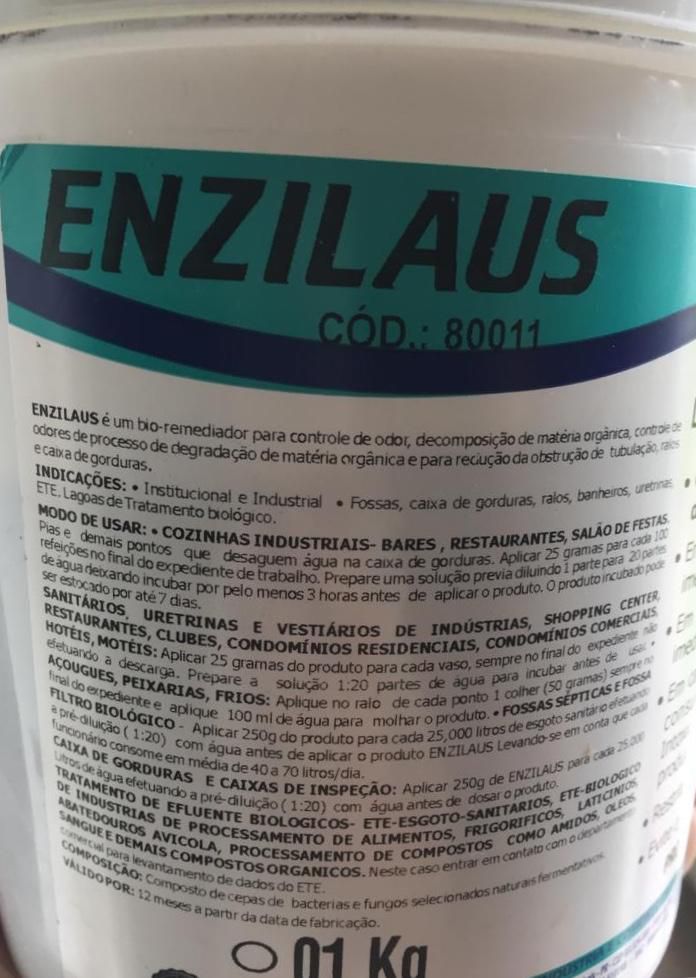 ENZILAUS
CÓD.: 80011
ENZILAUS é um bio-remediador para controle de odor, decomposição de matéria orgânica, controle de
odores de processo de degradação de matéria orgânica e para redução da obstrução de tubulação, ralos
e caixa de gorduras.
INDICAÇÕES: • Institucional e Industrial • Fossas, caixa de gorduras, ralos, banheiros, uretrinas,
ETE, Lagoas de Tratamento biológico.
MODO DE USAR: • COZINHAS INDUSTRIAIS- BARES , RESTAURANTES, SALÃO DE FESTAS.
Pias e demais pontos que desaguem água na caixa de gorduras. Aplicar 25 gramas para cada 100
refeições no final do expediente de trabalho. Prepare uma solução previa diluindo 1 parte para 20 partes
de água deixando incubar por pelo menos 3 horas antes de aplicar o produto. O produto incubado pode
ser estocado por até 7 dias.
SANITÁRIOS, URETRINAS E VESTIÁRIOS DE INDÚSTRIAS, SHOPPING CENTER,
RESTAURANTES, CLUBES, CONDOMÍNIOS RESIDENCIAIS, CONDOMÍNIOS COMERCIAIS,
HOTÉIS, MOTÉIS: Aplicar 25 gramas do produto para cada vaso, sempre no final do expediente não
efetuando a descarga. Prepare a solução 1:20 partes de água para incubar antes de usar. •
AÇOUGUES, PEIXARIAS, FRIOS: Aplique no ralo de cada ponto 1 colher (50 gramas) sempre no
final do expediente e aplique 100 ml de água para molhar o produto. • FOSSAS SÉPTICAS E FOSSA
FILTRO BIOLÓGICO - Aplicar 250g do produto para cada 25,000 litros de esgoto sanitário efetuando
a pré-diluição ( 1:20) com água antes de aplicar o produto ENZILAUS Levando-se em conta que cada
funcionário consome em média de 40 a 70 litros/dia.
CAIXA DE GORDURAS E CAIXAS DE INSPEÇÃO: Aplicar 250g de ENZILAUS para cada 25.000
Litros de água efetuando a pré-diluição ( 1:20) com água antes de dosar o produto.
TRATAMENTO DE EFLUENTE BIOLOGICOS- ETE-ESGOTO-SANITARIOS, ETE-BIOLOGICO
DE INDUSTRIAS DE PROCESSAMENTO DE ALIMENTOS, FRIGORIFICOS, LATICINIOS,
ABATEDOUROS AVICOLA, PROCESSAMENTO DE COMPOSTOS COMO AMIDOS, OLEOS,
SANGUE E DEMAIS COMPOSTOS ORGANICOS. Neste caso entrar em contato com o departamento
comercial para levantamento de dados do ETE.
COMPOSIÇÃO: Composto de cepas de bacterias e fungos selecionados naturais fermentativos.
VÁLIDO POR: 12 meses a partir da data de fabricação.
01 Kg